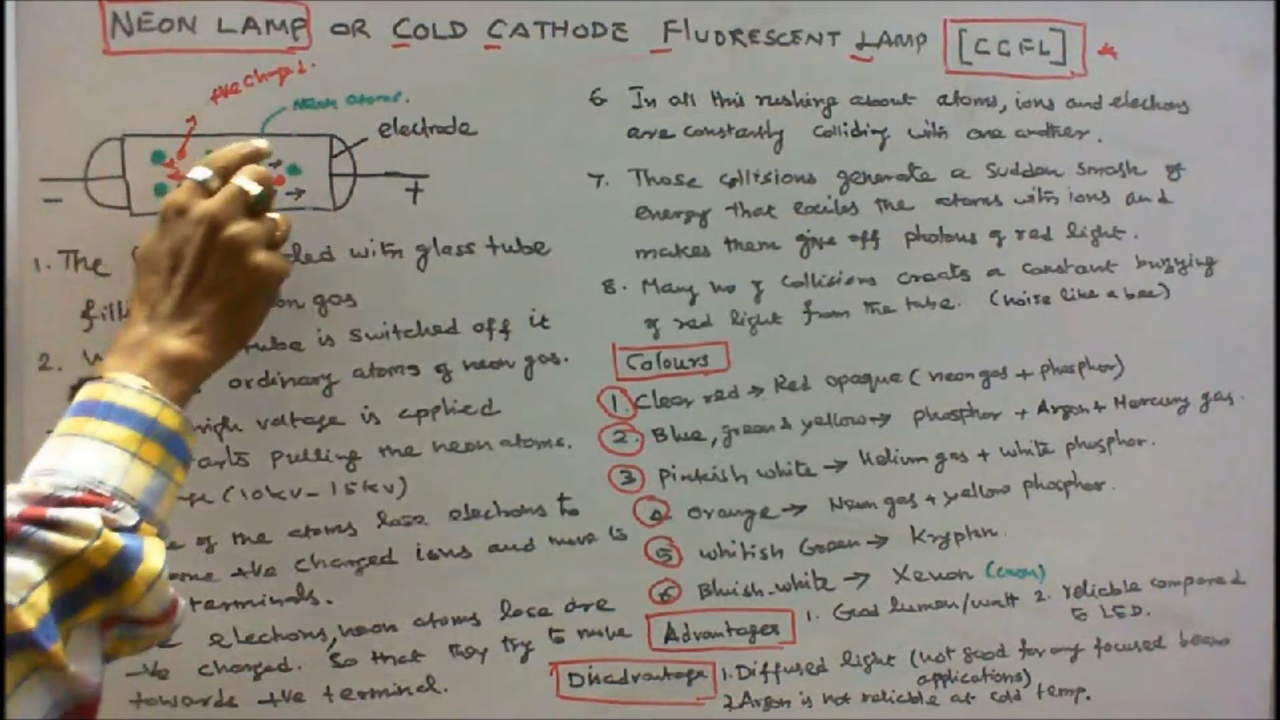 NEON LAMP OR COLD CATHODE FLUORESCENT LAMP [CCFL]
+ve charged.
Neon atoms.
electrode
-
+
1. The led with glass tube
gas
2. tube is switched off it
ordinary atoms of neon gas.
high voltage is applied
pulling the neon atoms.
(10kv-15kv)
of the atoms lose electrons to
+ve charged ions and move to
terminals.
electrons, neon atoms lose are
-ve charged. So that they try to move
towards +ve terminal.
6 In all this rushing about atoms, ions and electrons
are constantly colliding with one another.
7. Those collisions generate a sudden smash of
energy that excites the atoms with ions and
makes them give off photons of red light.
8. Many no of collisions creats a constant buzzing
of red light from the tube. (noise like a bee)
Colours
1. Clear red → Red opaque (neon gas + phosphor)
2. Blue, green & yellow → phosphor + Argon + Mercury gas.
3 Pinkish white → Helium gas + white phosphor.
4 Orange → Neon gas + yellow phosphor.
5 Whitish Green → Krypton.
6 Bluish-white → Xenon
Advantages 1. Good lumen/watt 2. reliable compared
to LED.
Disadvantage 1. Diffused light (not good for any focused beam
applications)
2. Argon is not reliable at cold temp.